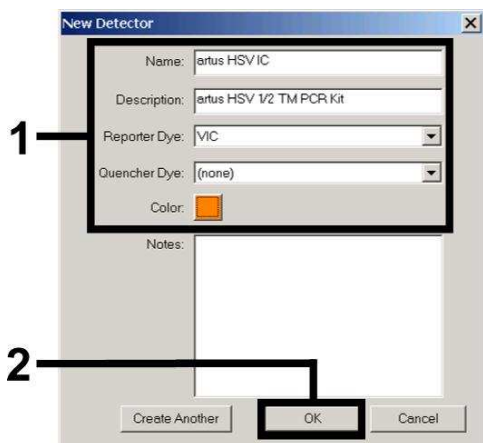 New Detector
Name: artus HSV IC
Description: artus HSV 1/2 TM PCR Kit
1
Reporter Dye: VIC
Quencher Dye: (none)
Color:
Notes:
2
Create Another OK Cancel